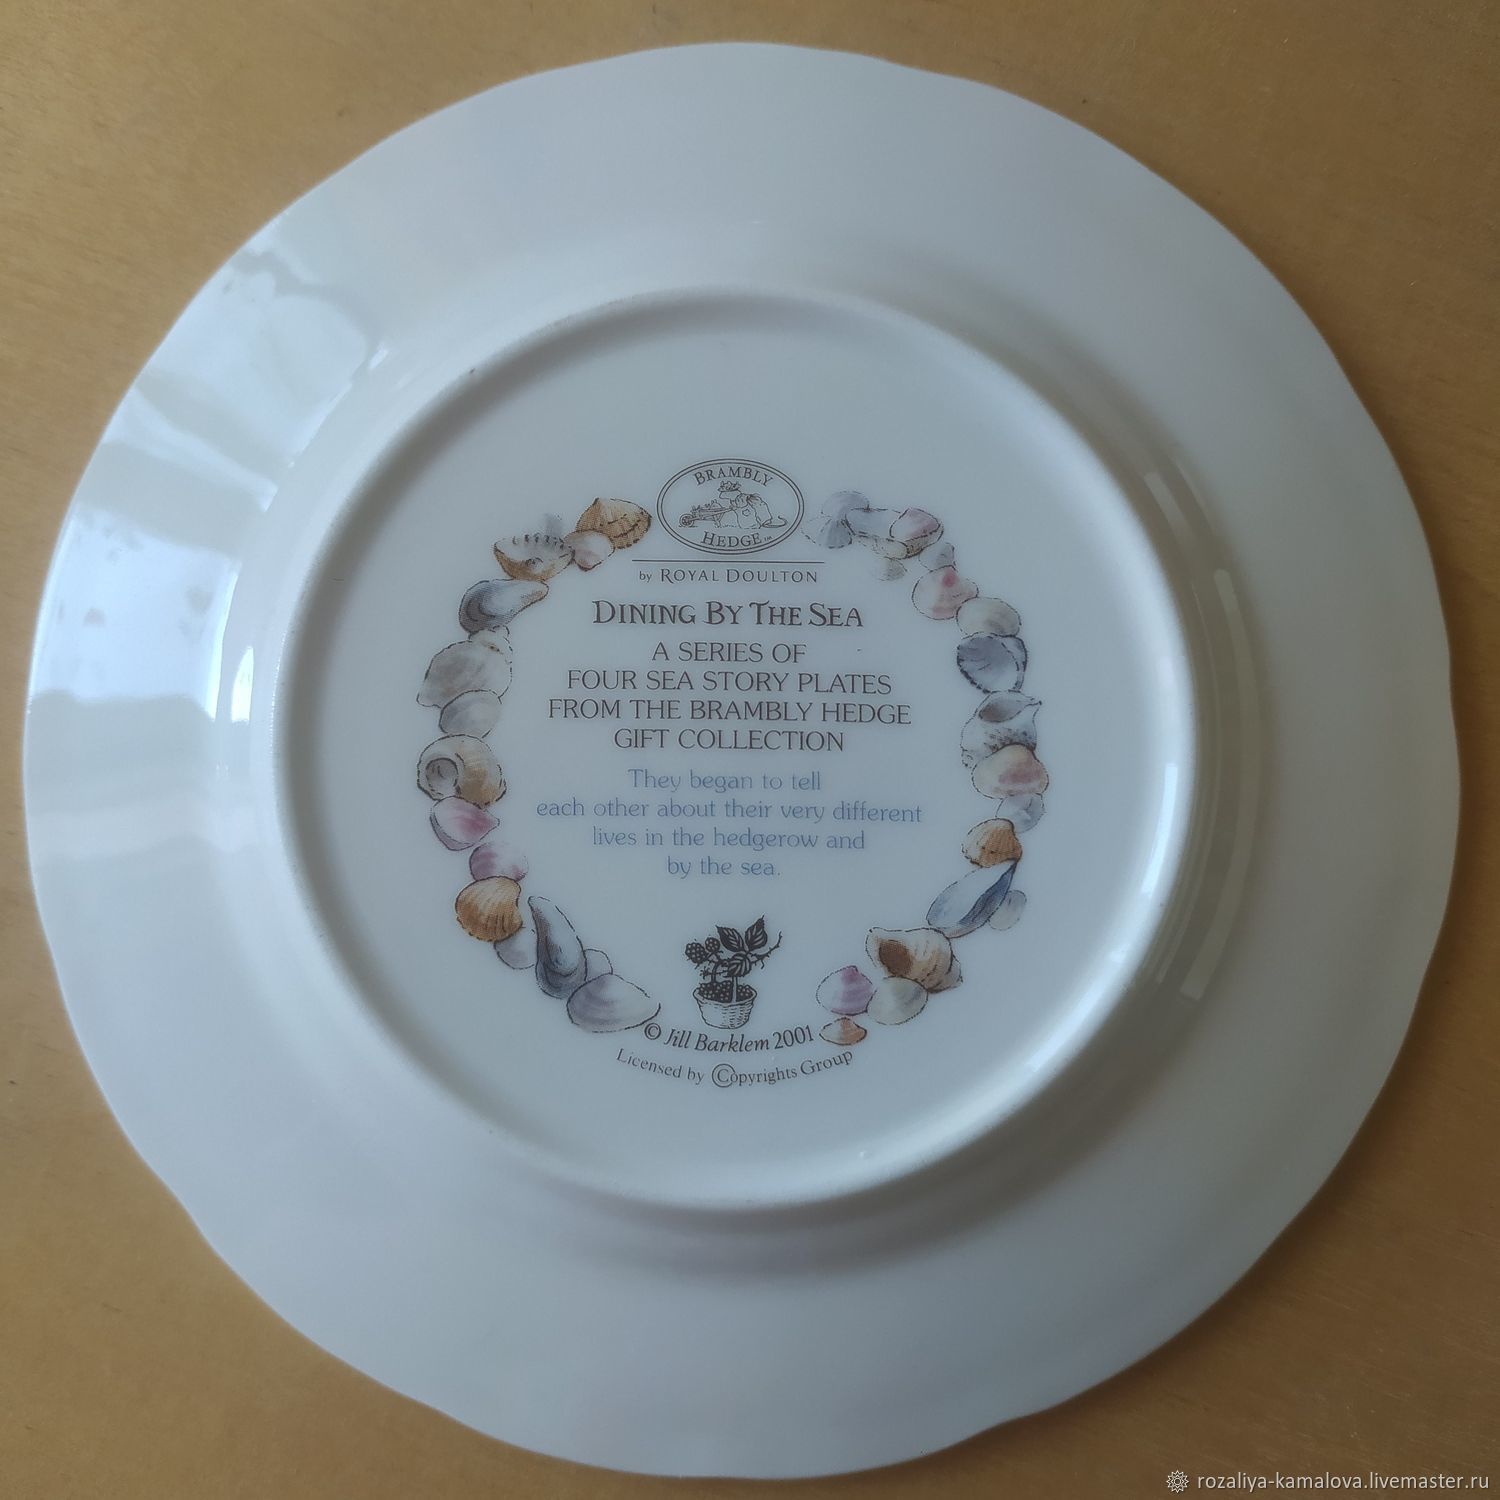 BRAMBLY
HEDGE™
by ROYAL DOULTON
DINING BY THE SEA
A SERIES OF
FOUR SEA STORY PLATES
FROM THE BRAMBLY HEDGE
GIFT COLLECTION
They began to tell
each other about their very different
lives in the hedgerow and
by the sea.
© Jill Barklem 2001
Licensed by ©opyrights Group
rozaliya-kamalova.livemaster.ru